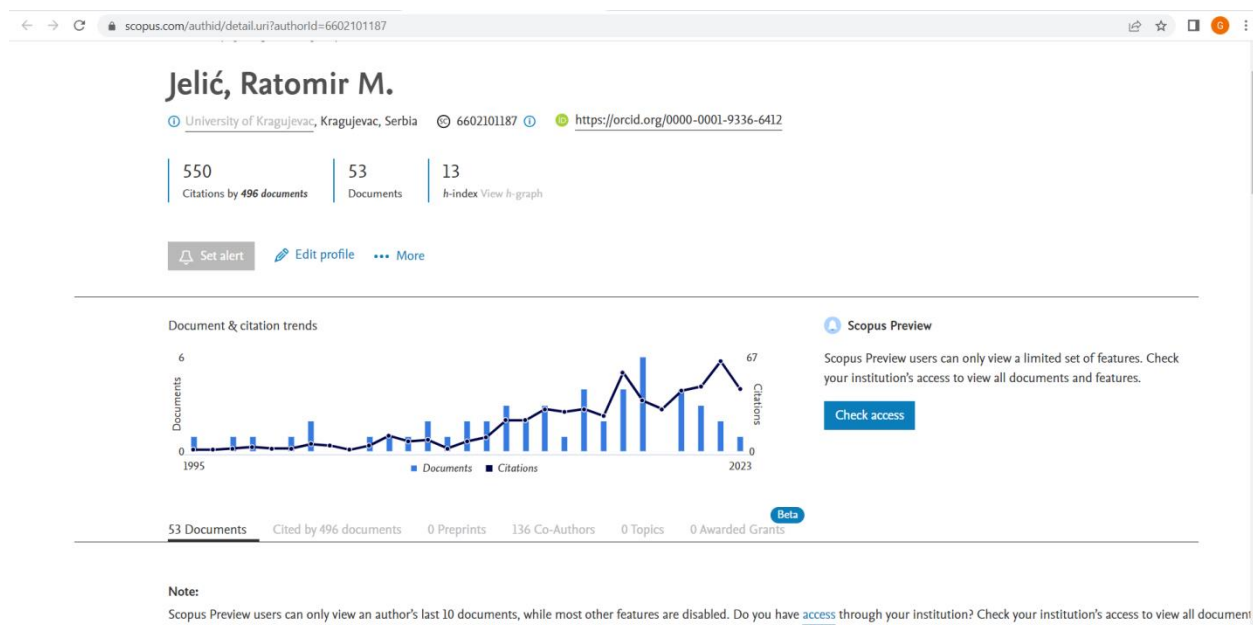 scopus.com/authid/detail.uri?authorId=6602101187
G
Jelić, Ratomir M.
University of Kragujevac, Kragujevac, Serbia SC 6602101187 iD https://orcid.org/0000-0001-9336-6412
550 53 13
Citations by 496 documents Documents h-index View h-graph
Set alert Edit profile ••• More
Document & citation trends
6 67
Documents Citations
0 0
1995 2023
Documents Citations
Scopus Preview
Scopus Preview users can only view a limited set of features. Check
your institution's access to view all documents and features.
Check access
Beta
53 Documents Cited by 496 documents 0 Preprints 136 Co-Authors 0 Topics 0 Awarded Grants
Note:
Scopus Preview users can only view an author's last 10 documents, while most other features are disabled. Do you have access through your institution? Check your institution's access to view all document